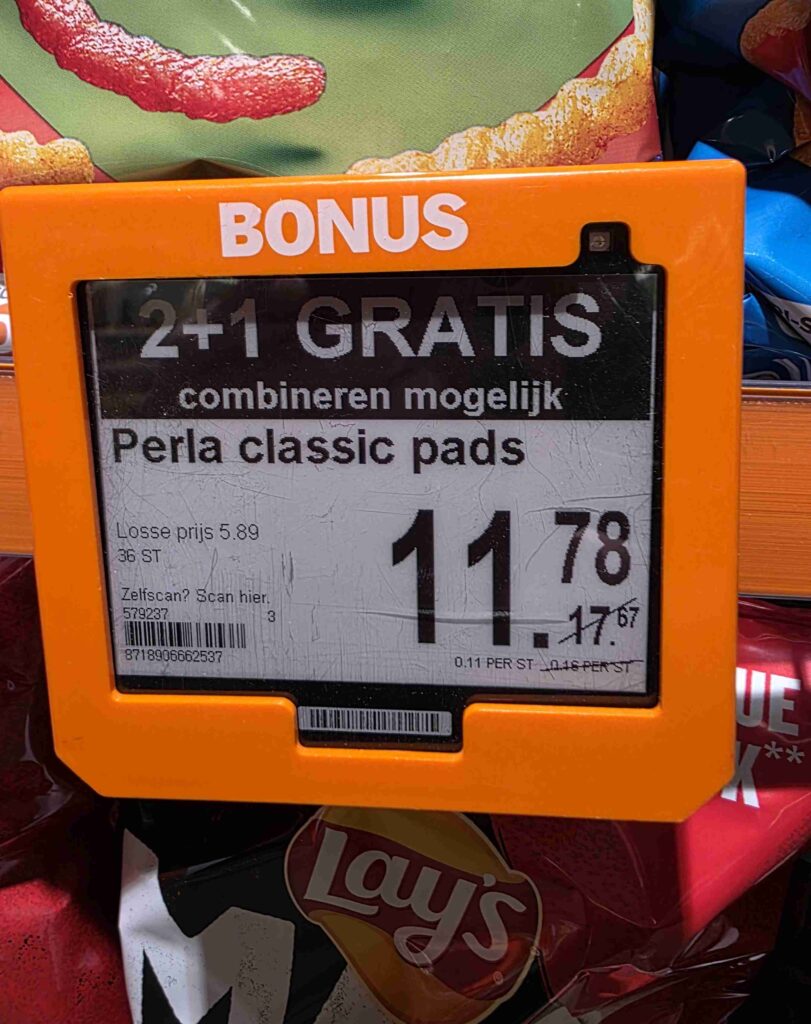 BONUS
2+1 GRATIS
combineren mogelijk
Perla classic pads
Losse prijs 5.89
36 ST
11.78
17.67
Zelfscan? Scan hier.
579237 3
8718906662537
0.11 PER ST 0.16 PER ST
UE
K**
Lay's